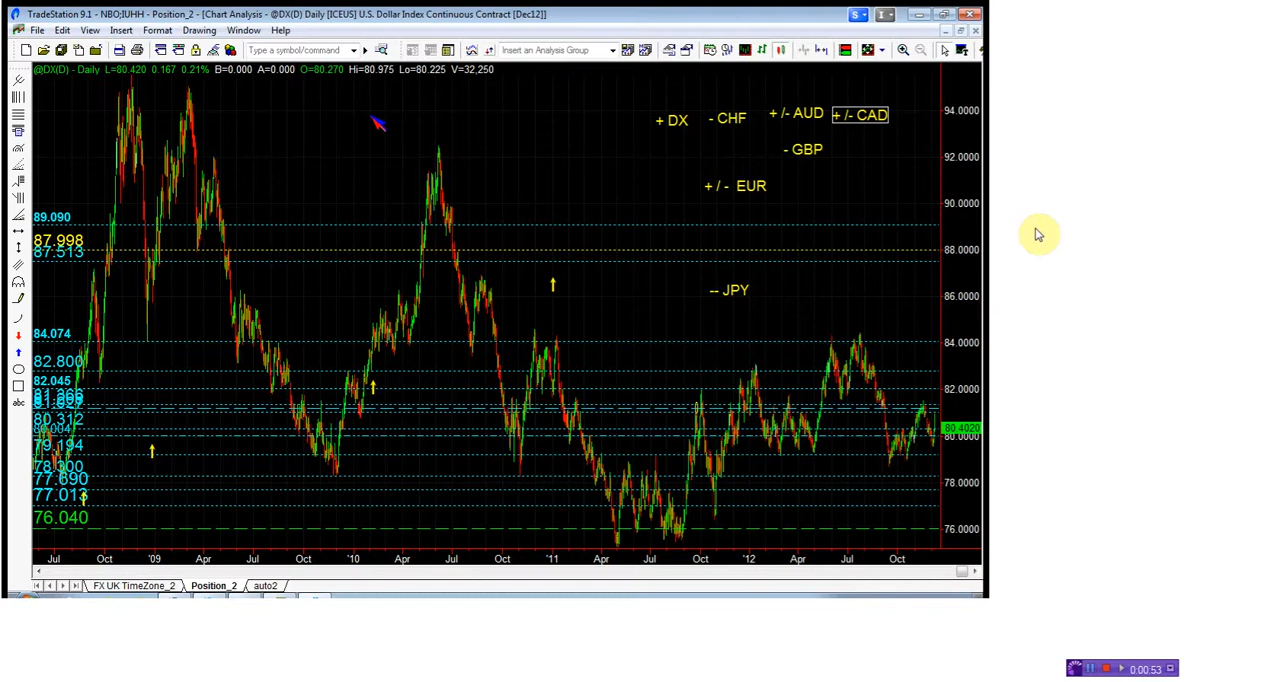 TradeStation 9.1 - NBO;IUHH - Position_2 - [Chart Analysis - @DX(D) Daily [ICEUS] U.S. Dollar Index Continuous Contract [Dec12]]
File Edit View Insert Format Drawing Window Help
Type a symbol/command
Insert an Analysis Group
@DX(D) - Daily L=80.420 0.167 0.21% B=0.000 A=0.000 O=80.270 Hi=80.975 Lo=80.225 V=32,250
+ DX
- CHF
+ /- AUD
+ /- CAD
- GBP
+ / - EUR
-- JPY
94.0000
92.0000
90.0000
88.0000
86.0000
84.0000
82.0000
80.4020
80.0000
78.0000
76.0000
89.090
87.998
87.513
84.074
82.800
82.045
80.312
80.004
79.194
78.300
77.690
77.013
76.040
abc
Jul Oct '09 Apr Jul Oct '10 Apr Jul Oct '11 Apr Jul Oct '12 Apr Jul Oct
FX UK TimeZone_2 Position_2 auto2
0:00:53